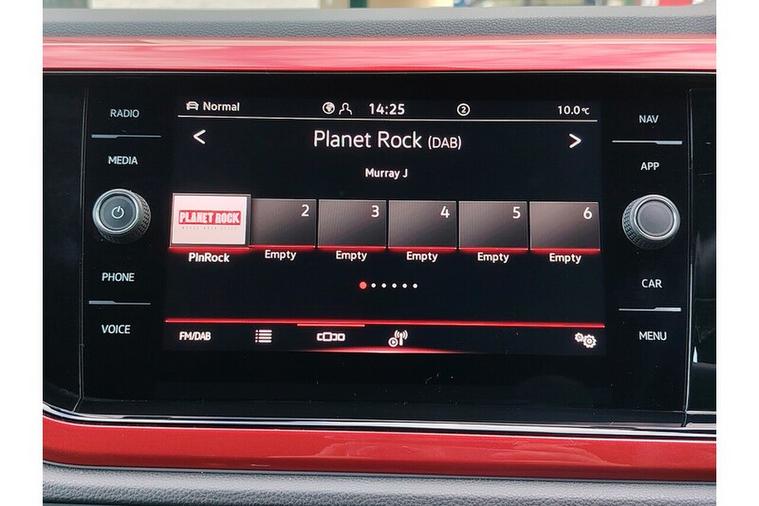 RADIO
MEDIA
PHONE
VOICE
Normal
14:25
2
10.0°C
< Planet Rock (DAB) >
Murray J
PLANET ROCK
2
3
4
5
6
PlnRock
Empty
Empty
Empty
Empty
Empty
FM/DAB
NAV
APP
CAR
MENU